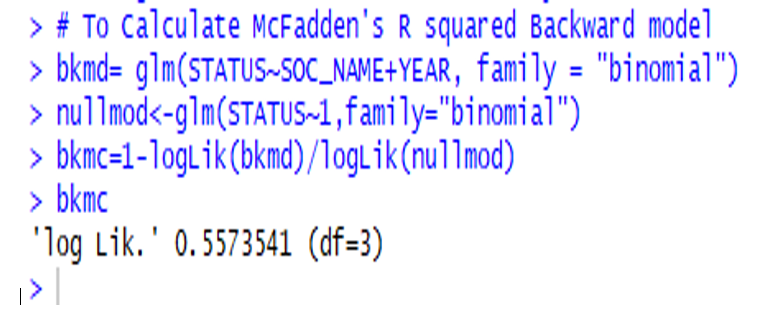 > # To Calculate McFadden's R squared Backward model
> bkmd= glm(STATUS~SOC_NAME+YEAR, family = "binomial")
> nullmod<-glm(STATUS~1,family="binomial")
> bkmc=1-logLik(bkmd)/logLik(nullmod)
> bkmc
'log Lik.' 0.5573541 (df=3)
>